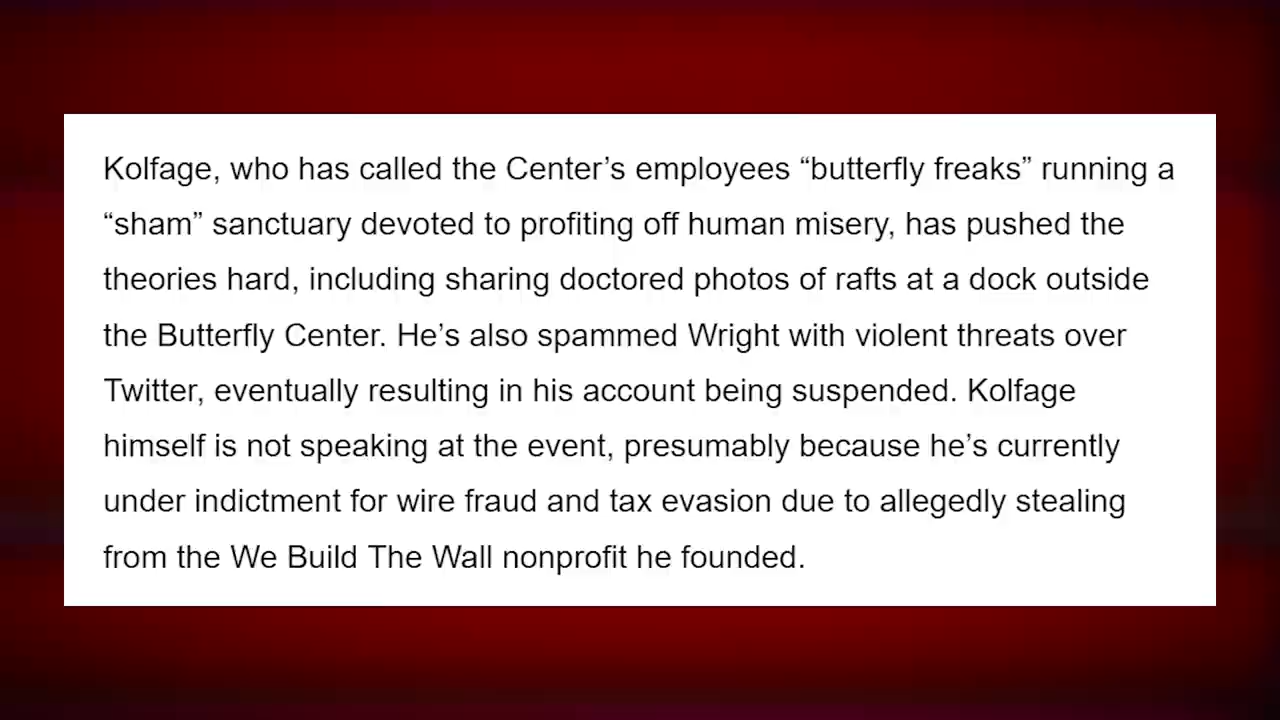 Kolfage, who has called the Center’s employees “butterfly freaks” running a
“sham” sanctuary devoted to profiting off human misery, has pushed the
theories hard, including sharing doctored photos of rafts at a dock outside
the Butterfly Center. He’s also spammed Wright with violent threats over
Twitter, eventually resulting in his account being suspended. Kolfage
himself is not speaking at the event, presumably because he’s currently
under indictment for wire fraud and tax evasion due to allegedly stealing
from the We Build The Wall nonprofit he founded.